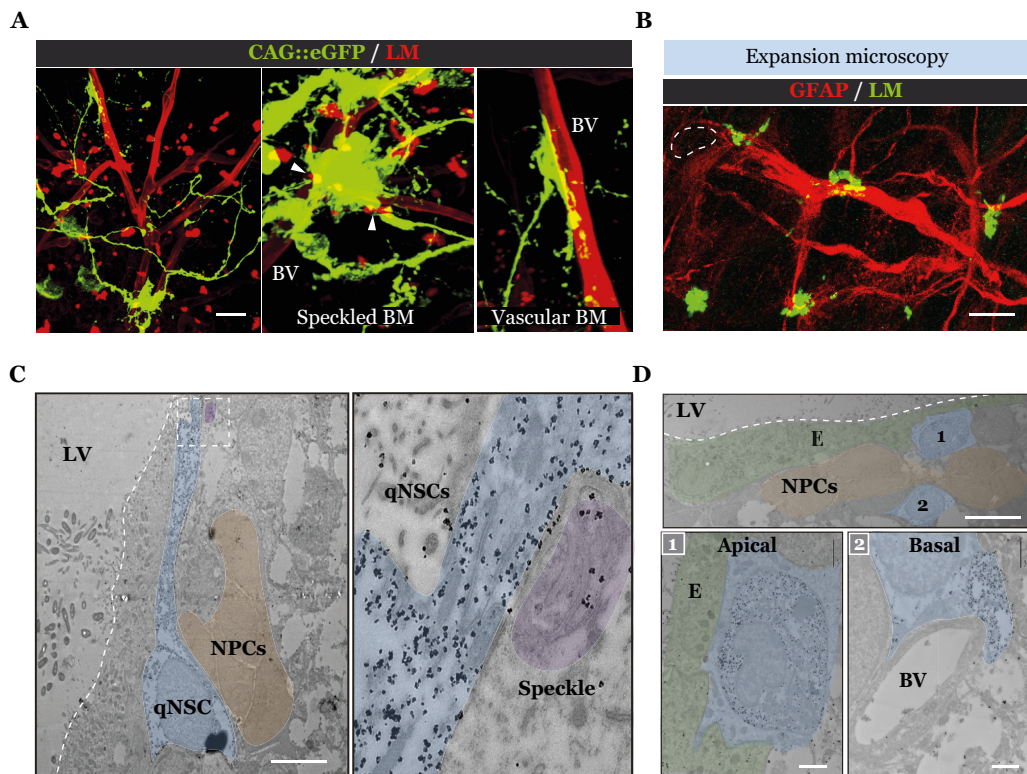 A
CAG::eGFP / LM
BV
Speckled BM
BV
Vascular BM
B
Expansion microscopy
GFAP / LM
C
LV
NPCs
qNSC
qNSCs
Speckle
D
LV
E
1
NPCs
2
1
Apical
E
2
Basal
BV